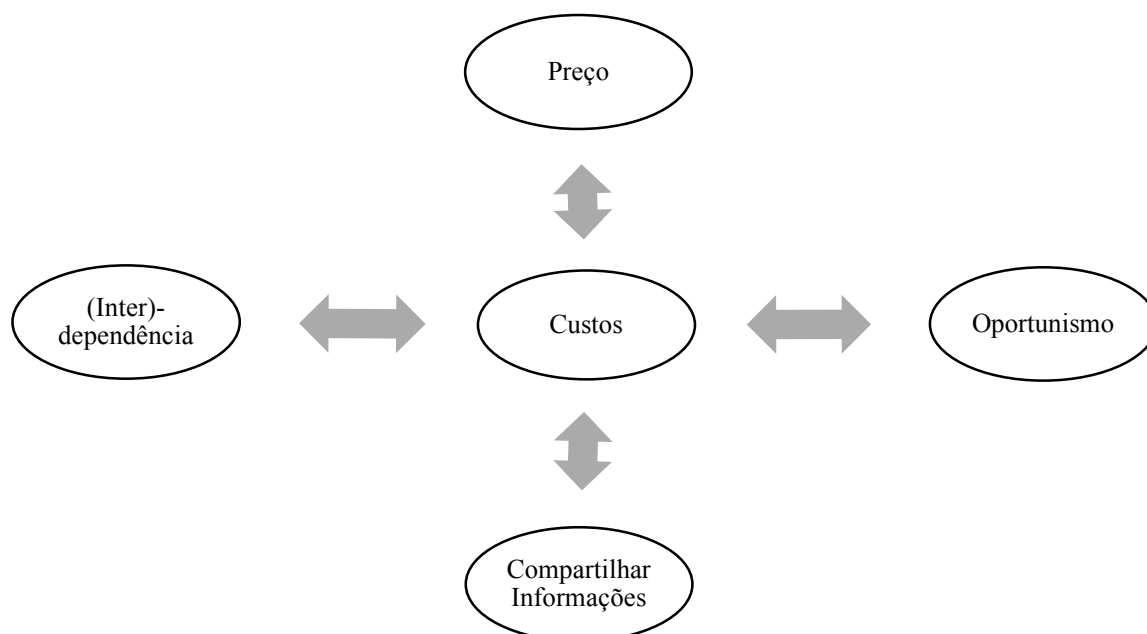 Preço
(Inter)-
dependência
Custos
Oportunismo
Compartilhar
Informações